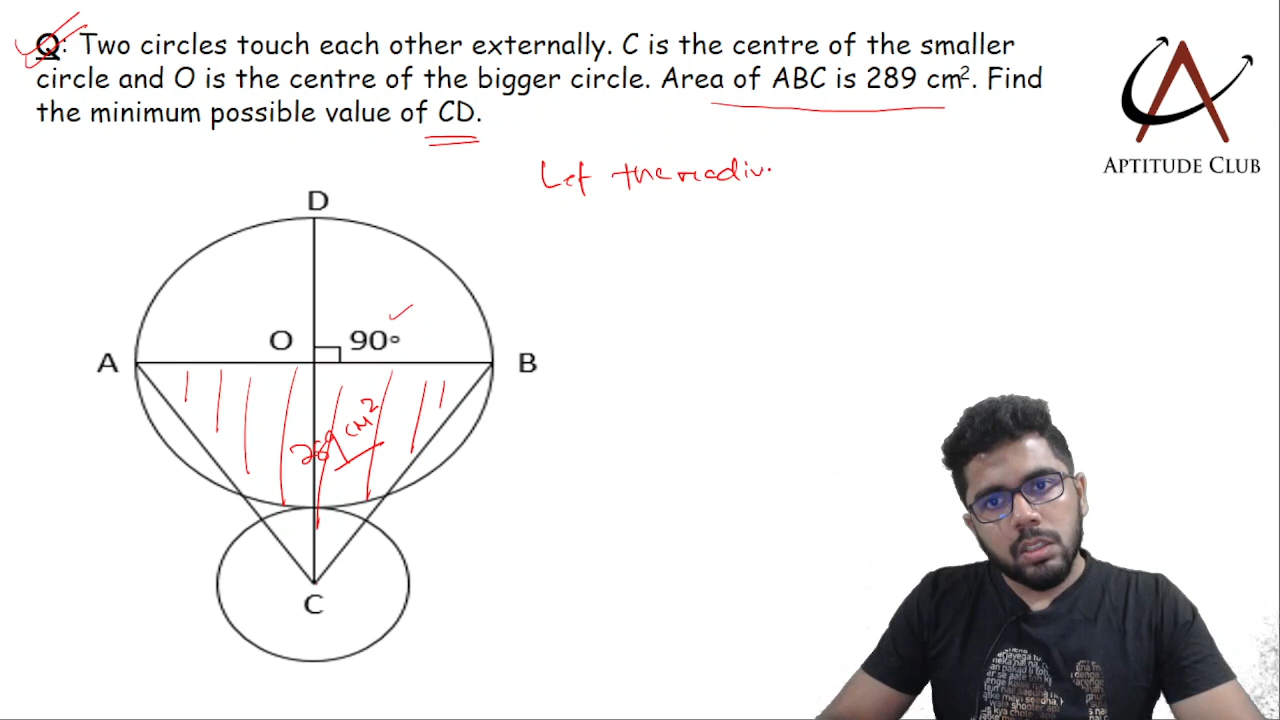 Q: Two circles touch each other externally. C is the centre of the smaller
circle and O is the centre of the bigger circle. Area of ABC is 289 cm². Find
the minimum possible value of CD.
APTITUDE CLUB
Let the radiu
D
O 90°
A B
289 cm²
C